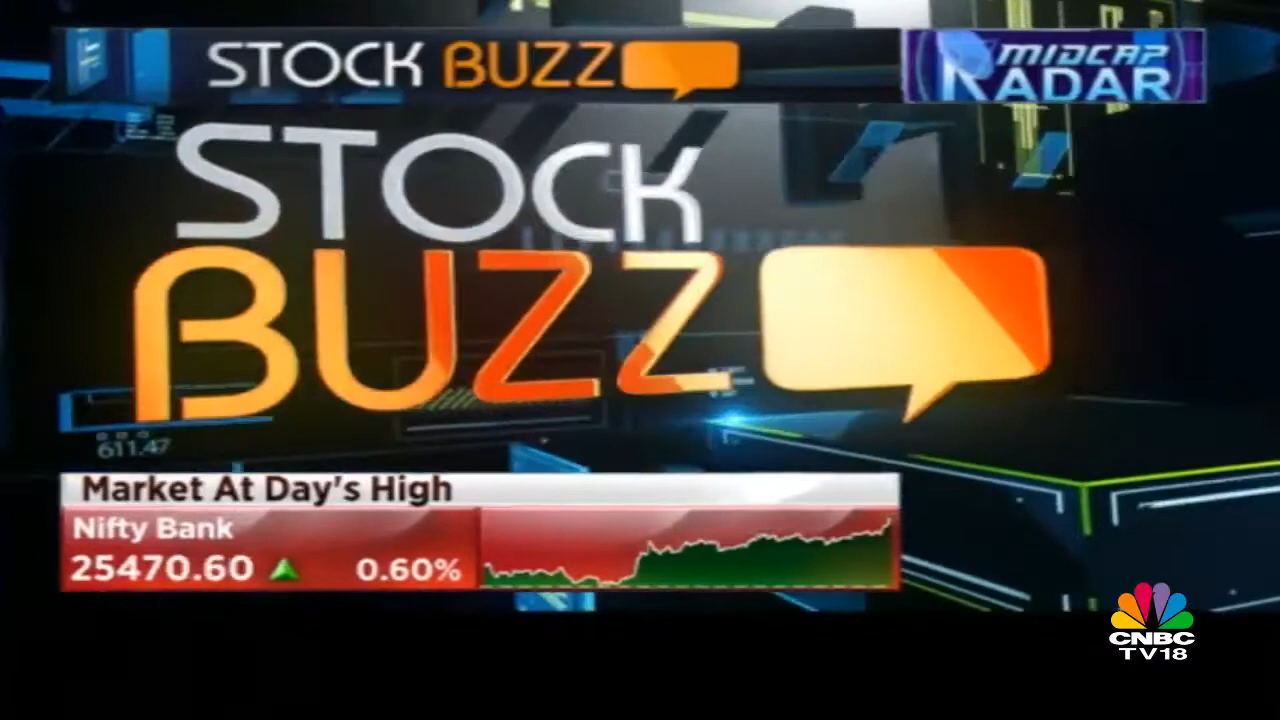 STOCK BUZZ
MIDCAP
RADAR
STOCK
BUZZ
611.47
Market At Day's High
Nifty Bank
25470.60 0.60%
CNBC
TV18